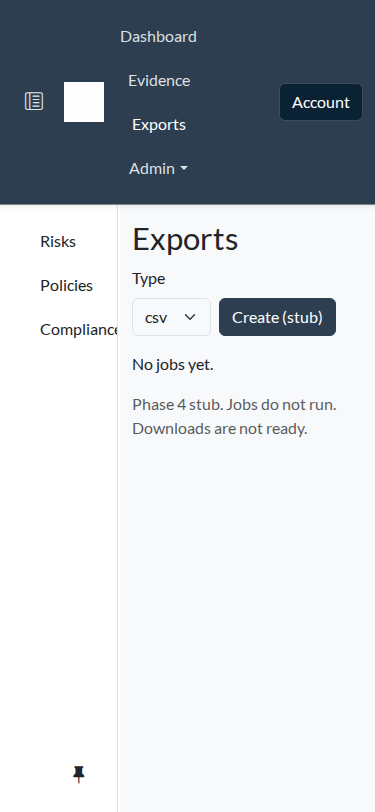 Dashboard
Evidence
Exports
Admin
Account
Risks
Policies
Compliance
Exports
Type
csv
Create (stub)
No jobs yet.
Phase 4 stub. Jobs do not run.
Downloads are not ready.